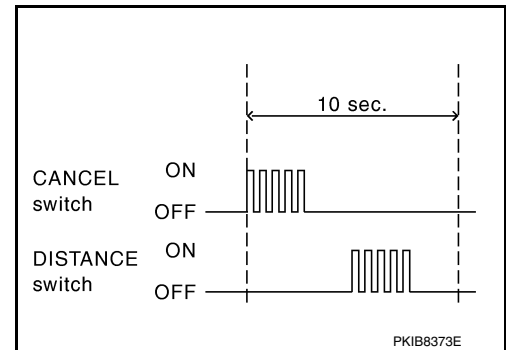 10 sec.
CANCEL
switch
ON
OFF
DISTANCE
switch
ON
OFF
PKIB8373E